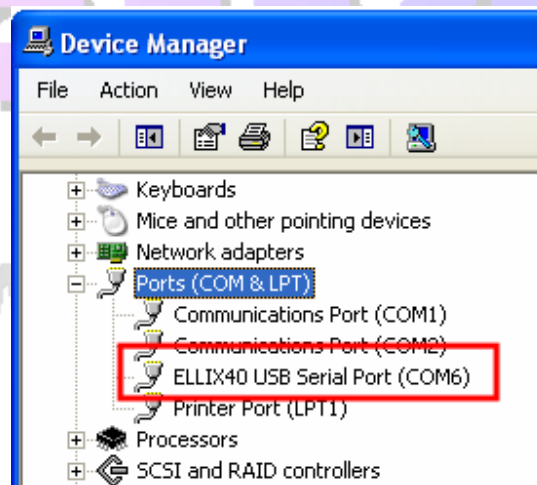 Device Manager
File Action View Help
Keyboards
Mice and other pointing devices
Network adapters
Ports (COM & LPT)
Communications Port (COM1)
Communications Port (COM2)
ELLIX40 USB Serial Port (COM6)
Printer Port (LPT1)
Processors
SCSI and RAID controllers